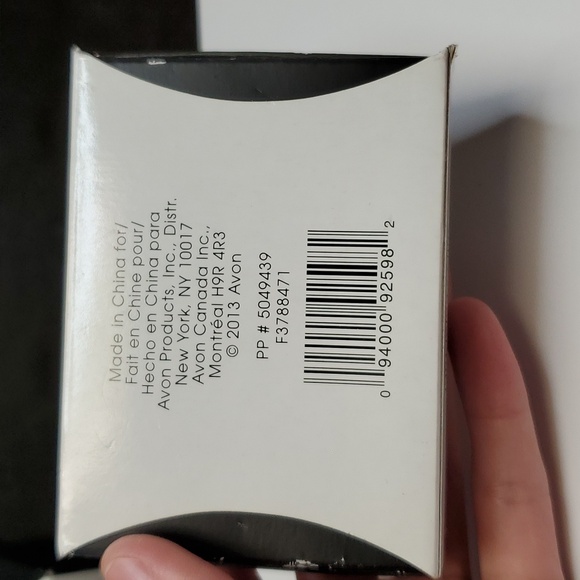 Made in China for/
Fait en Chine pour/
Hecho en China para
Avon Products, Inc., Distr.
New York, NY 10017
Avon Canada Inc.,
Montréal H9R 4R3
© 2013 Avon
PP # 5049439
F3788471
0 94000 92598 2